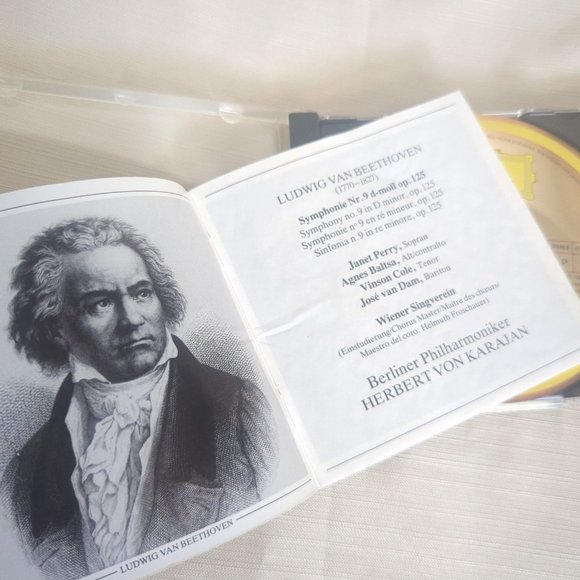 LUDWIG VAN BEETHOVEN
LUDWIG VAN BEETHOVEN
(1770–1827)
Symphonie Nr. 9 d-moll op. 125
Symphony no. 9 in D minor, op. 125
Symphonie n° 9 en ré mineur, op. 125
Sinfonia n. 9 in re minore, op. 125
Janet Perry, Sopran
Agnes Baltsa, Alt/contralto
Vinson Cole, Tenor
José van Dam, Bariton
Wiener Singverein
(Einstudierung/Chorus Master/Maître des chœurs/
Maestro del coro: Helmuth Froschauer)
Berliner Philharmoniker
HERBERT VON KARAJAN